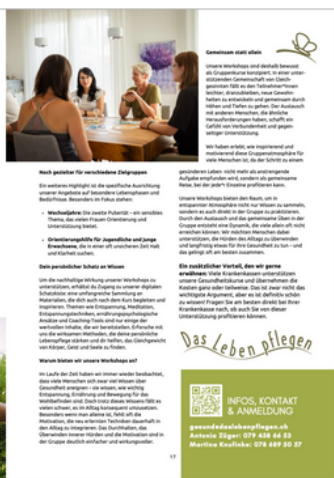 Noch gezielter für verschiedene Zielgruppen
Ein weiteres Highlight ist die spezifische Ausrichtung
unserer Angebote auf besondere Lebensphasen und
Bedürfnisse. Besonders im Fokus stehen:
• Wechseljahre: Die zweite Pubertät – ein sensibles
Thema, das vielen Frauen Orientierung und
Unterstützung bietet.
• Orientierungshilfe für Jugendliche und junge
Erwachsene, die in einer oft unsicheren Zeit Halt
und Klarheit suchen.
Dein persönlicher Schatz an Wissen
Um die nachhaltige Wirkung unserer Workshops zu
unterstützen, erhältst du Zugang zu unserer digitalen
Schatzkiste: eine umfangreiche Sammlung an
Materialien, die dich auch nach dem Kurs begleiten und
inspirieren. Themen wie Entspannung, Meditation,
Entspannungstechniken, ernährungspsychologische
Ansätze und Coaching-Tools sind nur einige der
wertvollen Inhalte, die wir bereitstellen. Erforsche mit
uns die wirksamen Methoden, die deine persönliche
Lebenspflege stärken und dir helfen, das Gleichgewicht
von Körper, Geist und Seele zu finden.
Warum bieten wir unsere Workshops an?
Im Laufe der Zeit haben wir immer wieder beobachtet,
dass viele Menschen sich zwar viel Wissen über
Gesundheit aneignen – sie wissen, wie wichtig
Entspannung, Ernährung und Bewegung für das
Wohlbefinden sind. Doch trotz dieses Wissens fällt es
vielen schwer, es im Alltag konsequent umzusetzen.
Besonders wenn man alleine ist, fehlt oft die
Motivation, die neu erlernten Techniken dauerhaft in
den Alltag zu integrieren. Das Durchhalten, das
Überwinden innerer Hürden und die Motivation sind in
der Gruppe deutlich einfacher und wirkungsvoller.
Gemeinsam statt allein
Unsere Workshops sind deshalb bewusst
als Gruppenkurse konzipiert. In einer unter-
stützenden Gemeinschaft von Gleich-
gesinnten fällt es den Teilnehmer*innen
leichter, dranzubleiben, neue Gewohn-
heiten zu entwickeln und gemeinsam durch
Höhen und Tiefen zu gehen. Der Austausch
mit anderen Menschen, die ähnliche
Herausforderungen haben, schafft ein
Gefühl von Verbundenheit und gegen-
seitiger Unterstützung.
Wir haben erlebt, wie inspirierend und
motivierend diese Gruppenatmosphäre für
viele Menschen ist, da der Schritt zu einem
gesünderen Leben nicht mehr als anstrengende
Aufgabe empfunden wird, sondern als gemeinsame
Reise, bei der jede*r Einzelne profitieren kann.
Unsere Workshops bieten den Raum, um in
entspannter Atmosphäre nicht nur Wissen zu sammeln,
sondern es auch direkt in der Gruppe zu praktizieren.
Durch den Austausch und das gemeinsame Üben in der
Gruppe entsteht eine Dynamik, die viele allein oft nicht
erreichen können. Wir möchten Menschen dabei
unterstützen, die Hürden des Alltags zu überwinden
und langfristig etwas für ihre Gesundheit zu tun – und
das gelingt oft am besten zusammen.
Ein zusätzlicher Vorteil, den wir gerne
erwähnen: Viele Krankenkassen unterstützen
unsere Gesundheitskurse und übernehmen die
Kosten ganz oder teilweise. Das ist zwar nicht das
wichtigste Argument, aber es ist definitiv schön
zu wissen! Fragen Sie am besten direkt bei Ihrer
Krankenkasse nach, ob auch Sie von dieser
Unterstützung profitieren können.
Das Leben pflegen
INFOS, KONTAKT
& ANMELDUNG
gesunddaslebenpflegen.ch
Antonia Züger: 079 438 66 53
Martina Knufinke: 078 689 50 57
17